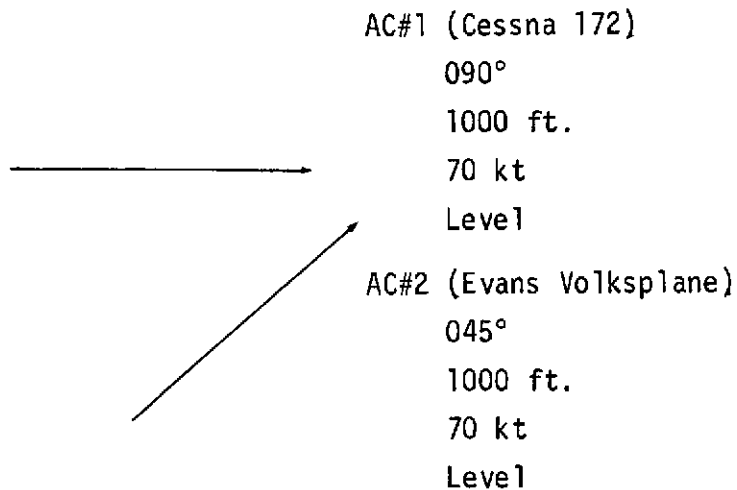 AC#1 (Cessna 172)
090°
1000 ft.
70 kt
Level
AC#2 (Evans Volksplane)
045°
1000 ft.
70 kt
Level